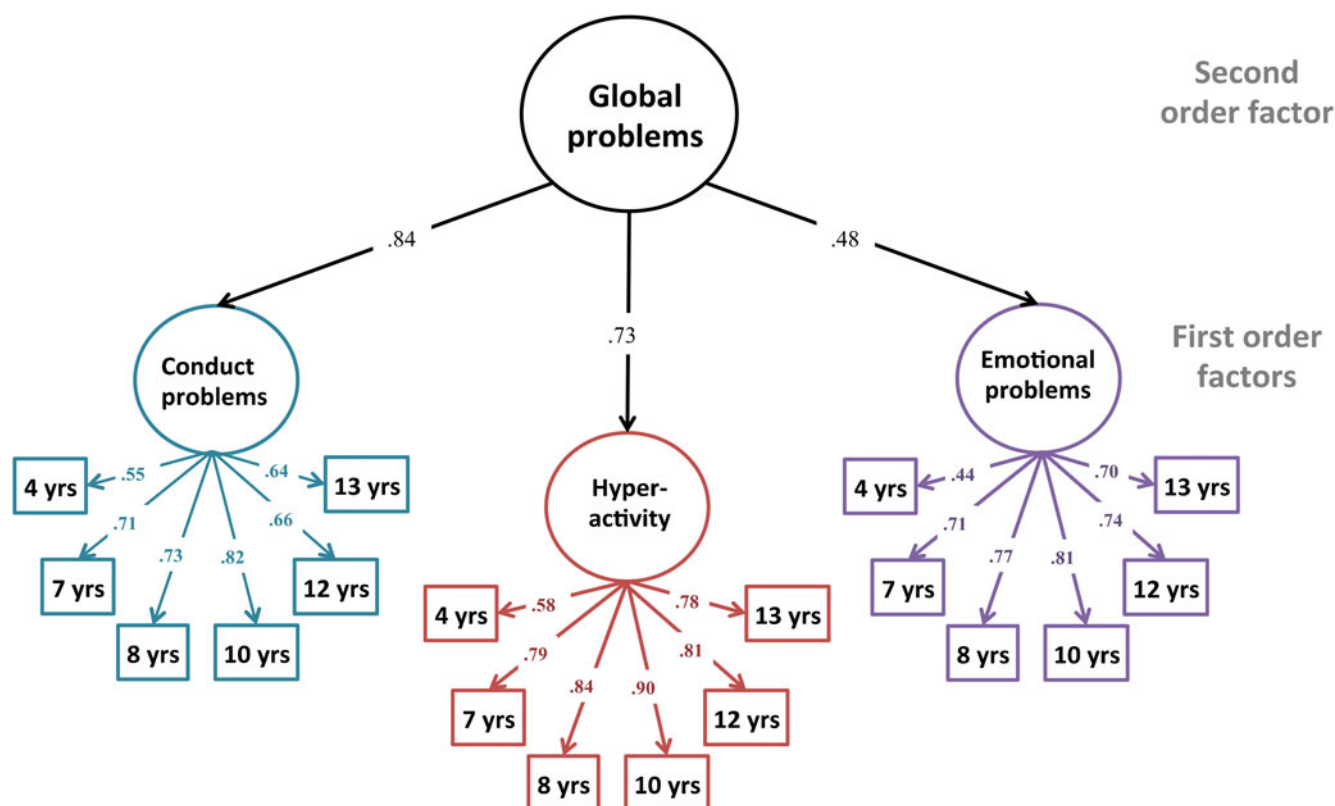 Global
problems
Second
order factor
.84
.48
.73
Conduct
problems
Emotional
problems
First order
factors
4 yrs
.55
.64
13 yrs
.71
.66
.73
.82
7 yrs
12 yrs
8 yrs
10 yrs
Hyper-
activity
4 yrs
.58
.78
13 yrs
.79
.81
.84
.90
7 yrs
12 yrs
8 yrs
10 yrs
4 yrs
.44
.70
13 yrs
.71
.74
.77
.81
7 yrs
12 yrs
8 yrs
10 yrs